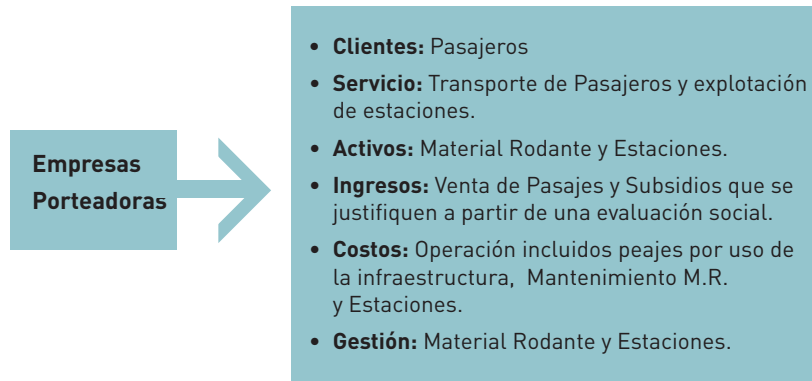 Empresas
Porteadoras
• Clientes: Pasajeros
• Servicio: Transporte de Pasajeros y explotación
de estaciones.
• Activos: Material Rodante y Estaciones.
• Ingresos: Venta de Pasajes y Subsidios que se
justifiquen a partir de una evaluación social.
• Costos: Operación incluidos peajes por uso de
la infraestructura, Mantenimiento M.R.
y Estaciones.
• Gestión: Material Rodante y Estaciones.